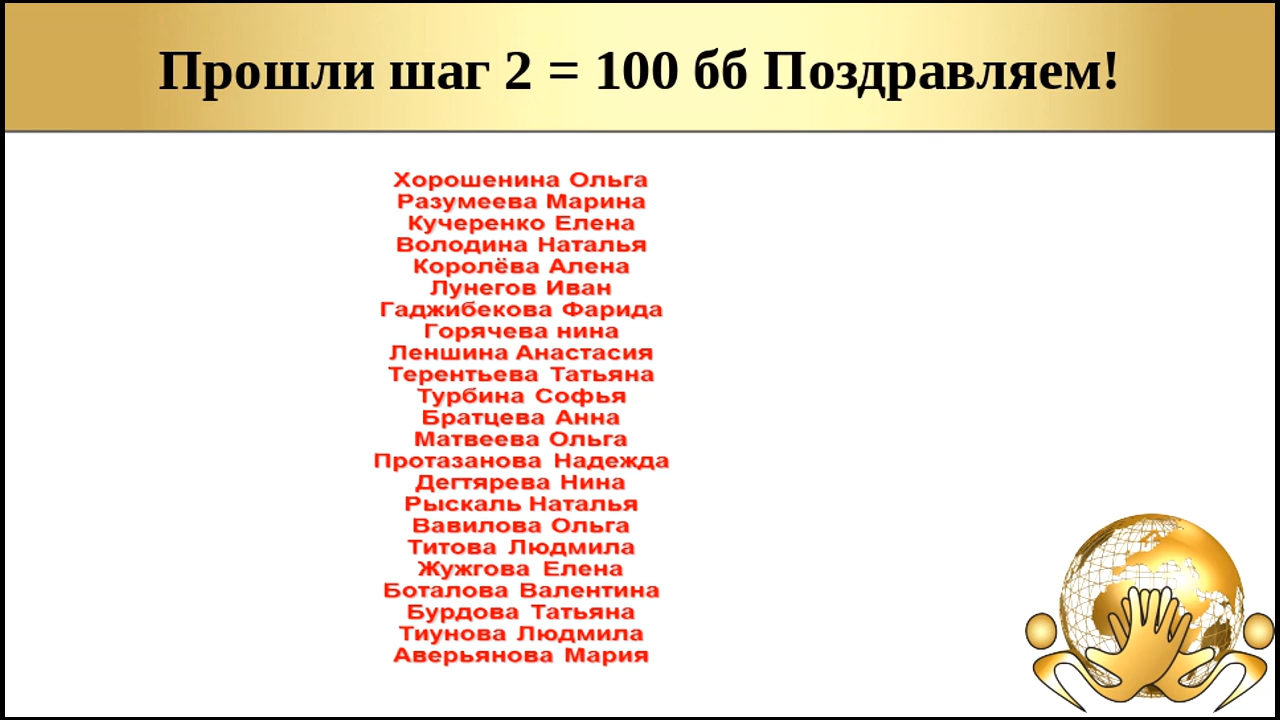 Прошли шаг 2 = 100 бб Поздравляем!
Хорошенина Ольга
Разумеева Марина
Кучеренко Елена
Володина Наталья
Королёва Алена
Лунегов Иван
Гаджибекова Фарида
Горячева нина
Леншина Анастасия
Терентьева Татьяна
Турбина Софья
Братцева Анна
Матвеева Ольга
Протазанова Надежда
Дегтярева Нина
Рыскаль Наталья
Вавилова Ольга
Титова Людмила
Жужгова Елена
Боталова Валентина
Бурдова Татьяна
Тиунова Людмила
Аверьянова Мария